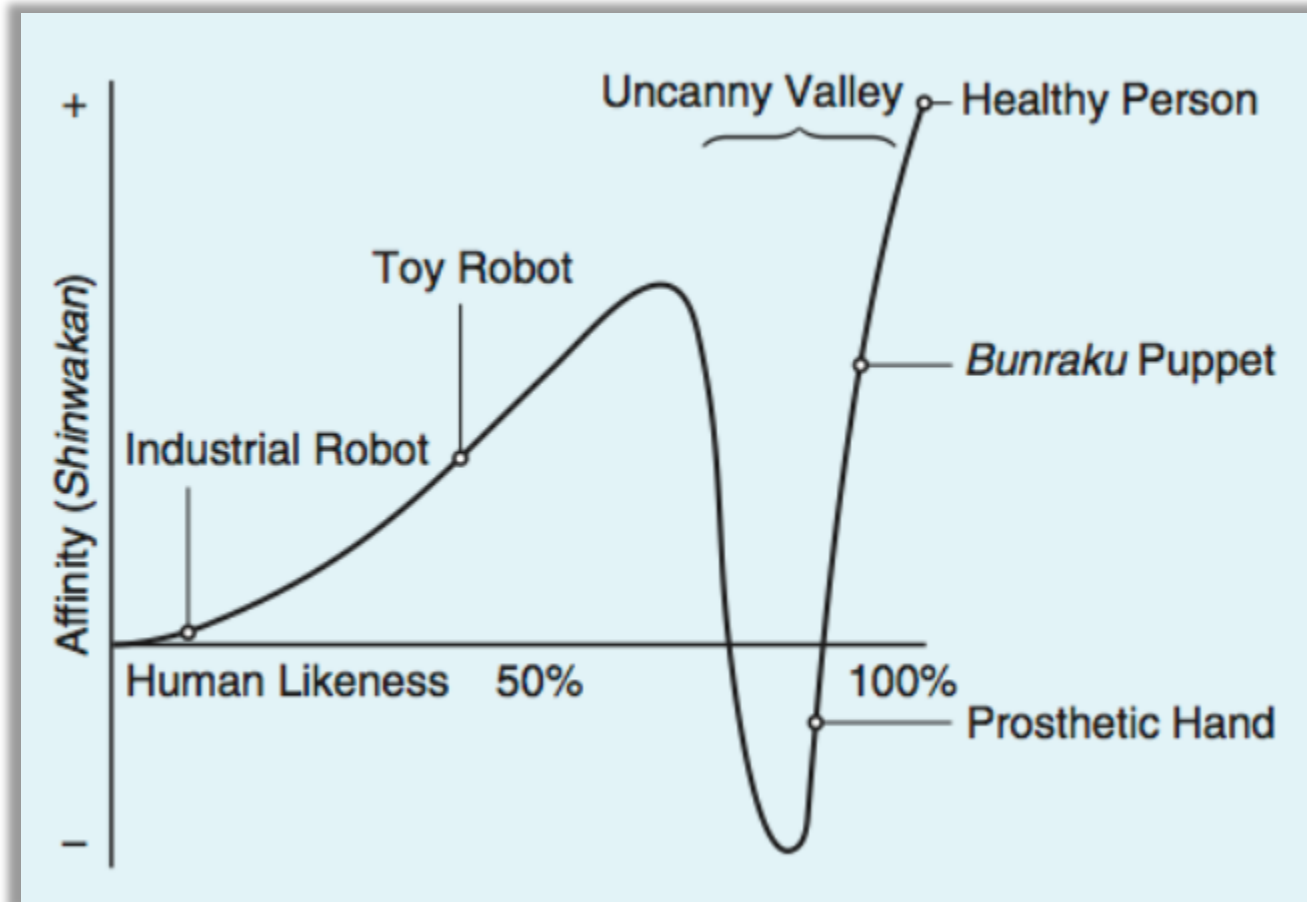 +
Uncanny Valley
Healthy Person
Toy Robot
Bunraku Puppet
Industrial Robot
Affinity (Shinwakan)
Human Likeness
50%
100%
Prosthetic Hand
−